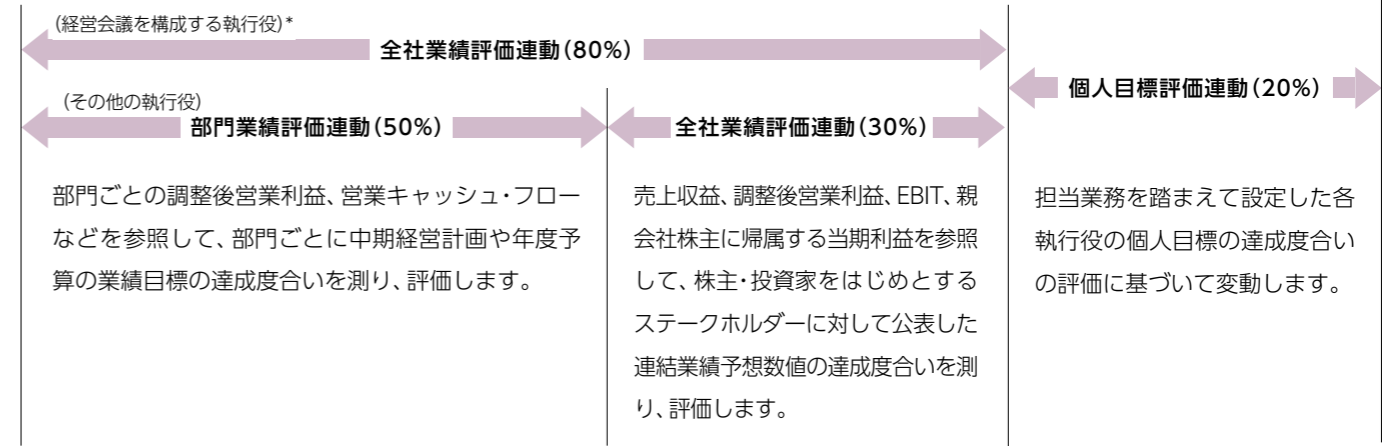 (経営会議を構成する執行役)*
全社業績評価連動(80%)
個人目標評価連動(20%)
(その他の執行役)
部門業績評価連動(50%)
全社業績評価連動(30%)
部門ごとの調整後営業利益、営業キャッシュ・フロー
などを参照して、部門ごとに中期経営計画や年度予
算の業績目標の達成度合いを測り、評価します。
売上収益、調整後営業利益、EBIT、親
会社株主に帰属する当期利益を参照
して、株主・投資家をはじめとする
ステークホルダーに対して公表した
連結業績予想数値の達成度合いを測
り、評価します。
担当業務を踏まえて設定した各
執行役の個人目標の達成度合い
の評価に基づいて変動します。